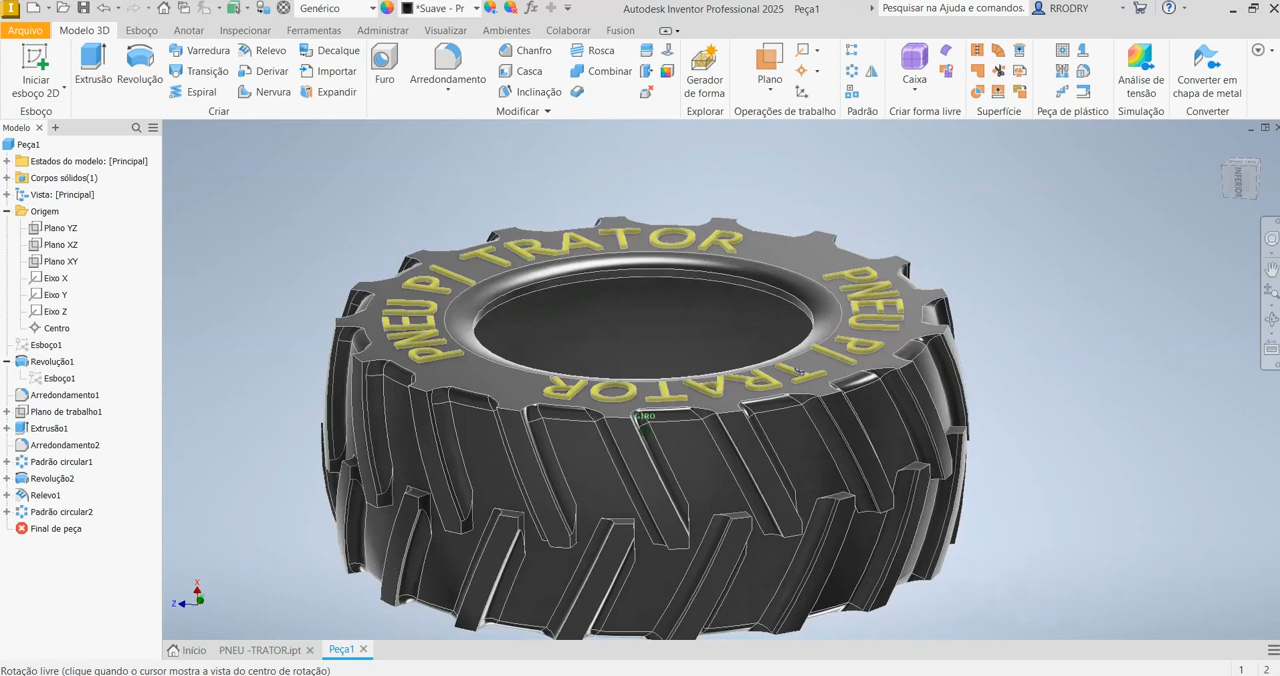 Genérico
*Suave - Pr
Autodesk Inventor Professional 2025 Peça1
Pesquisar na Ajuda e comandos.
RRODRY
Arquivo Modelo 3D Esboço Anotar Inspecionar Ferramentas Administrar Visualizar Ambientes Colaborar Fusion
Iniciar
esboço 2D
Esboço
Extrusão Revolução
Varredura Relevo Decalque
Transição Derivar Importar
Espiral Nervura Expandir
Criar
Furo Arredondamento
Chanfro Rosca
Casca Combinar
Inclinação
Modificar
Gerador
de forma
Explorar
Plano
Operações de trabalho
Padrão
Caixa
Criar forma livre
Superfície
Peça de plástico
Análise de
tensão
Simulação
Converter em
chapa de metal
Converter
Modelo
Peça1
Estados do modelo: [Principal]
Corpos sólidos(1)
Vista: [Principal]
Origem
Plano YZ
Plano XZ
Plano XY
Eixo X
Eixo Y
Eixo Z
Centro
Esboço1
Revolução1
Esboço1
Arredondamento1
Plano de trabalho1
Extrusão1
Arredondamento2
Padrão circular1
Revolução2
Relevo1
Padrão circular2
Final de peça
INFERIOR
PNEU PI TRATOR
PNEU PI TRATOR
GIRO
X
Z
Início PNEU -TRATOR.ipt Peça1
Rotação livre (clique quando o cursor mostra a vista do centro de rotação)
1 2